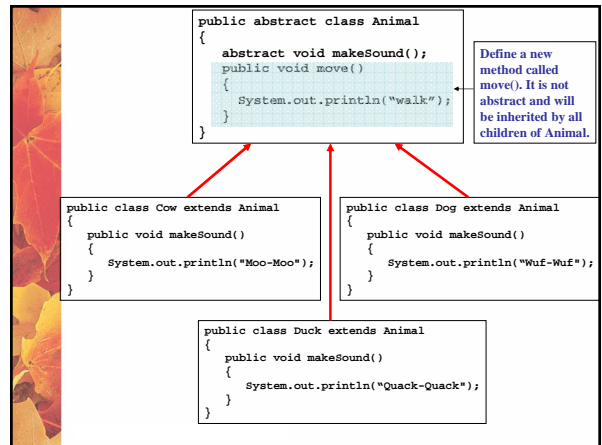 public abstract class Animal
{
abstract void makeSound();
public void move()
{
System.out.println(“walk”);
}
}
Define a new
method called
move(). It is not
abstract and will
be inherited by all
children of Animal.
public class Cow extends Animal
{
public void makeSound()
{
System.out.println("Moo-Moo");
}
}
public class Dog extends Animal
{
public void makeSound()
{
System.out.println(“Wuf-Wuf");
}
}
public class Duck extends Animal
{
public void makeSound()
{
System.out.println(“Quack-Quack");
}
}